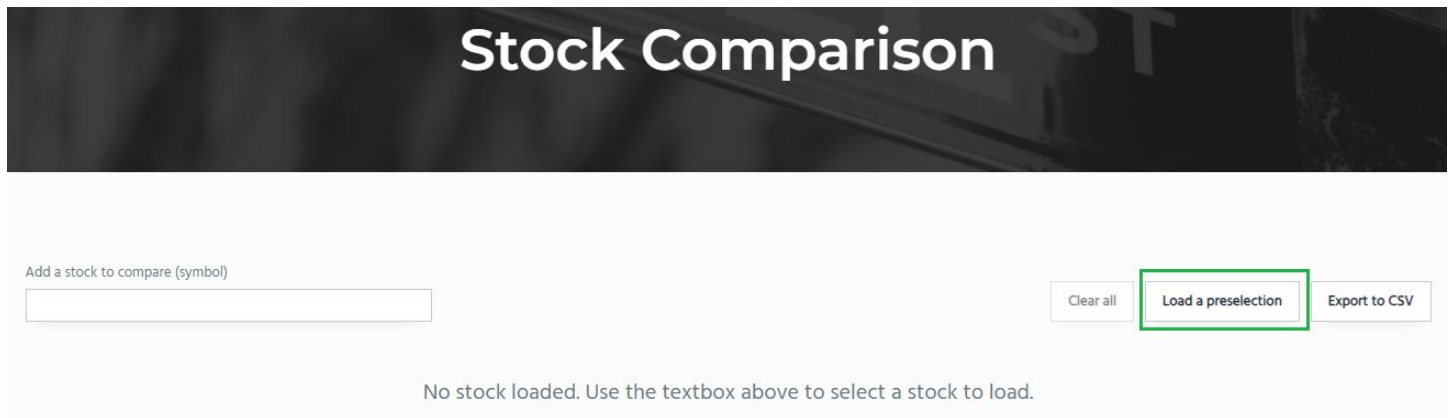 ST
Stock Comparison
Add a stock to compare (symbol)
Clear all
Load a preselection
Export to CSV
No stock loaded. Use the textbox above to select a stock to load.